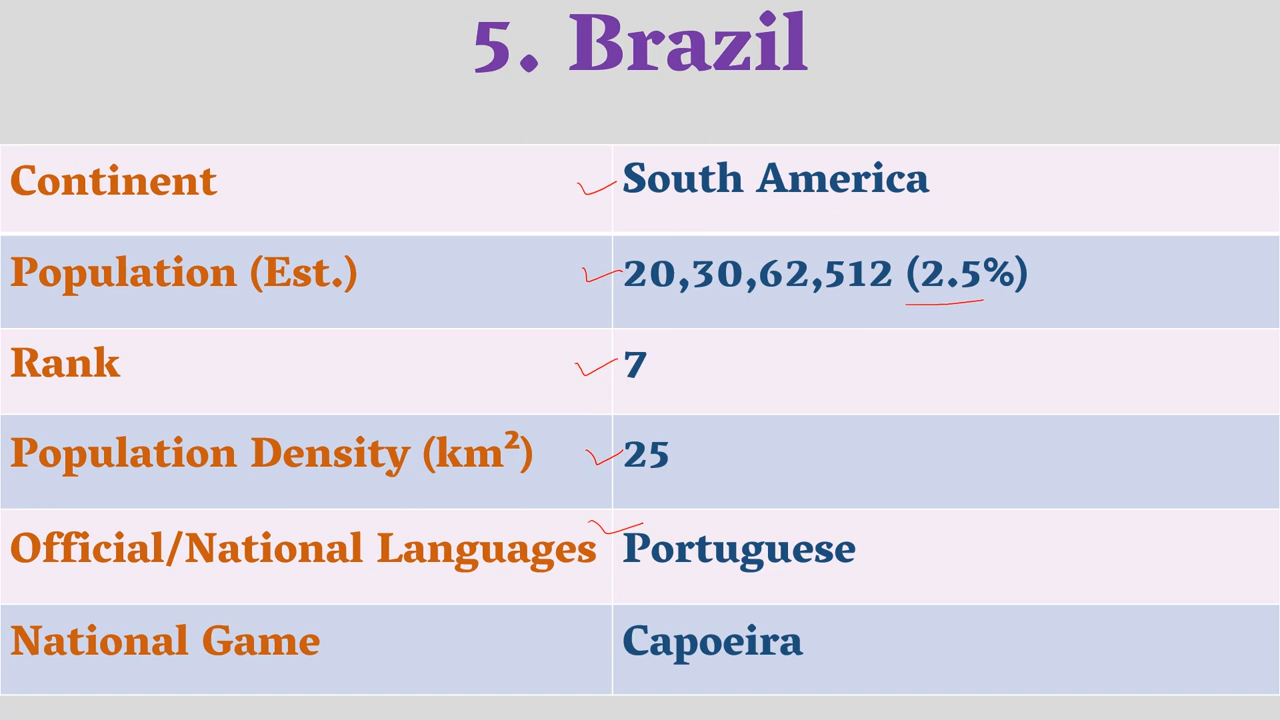 5. Brazil
Continent South America
Population (Est.) 20,30,62,512 (2.5%)
Rank 7
Population Density (km²) 25
Official/National Languages Portuguese
National Game Capoeira